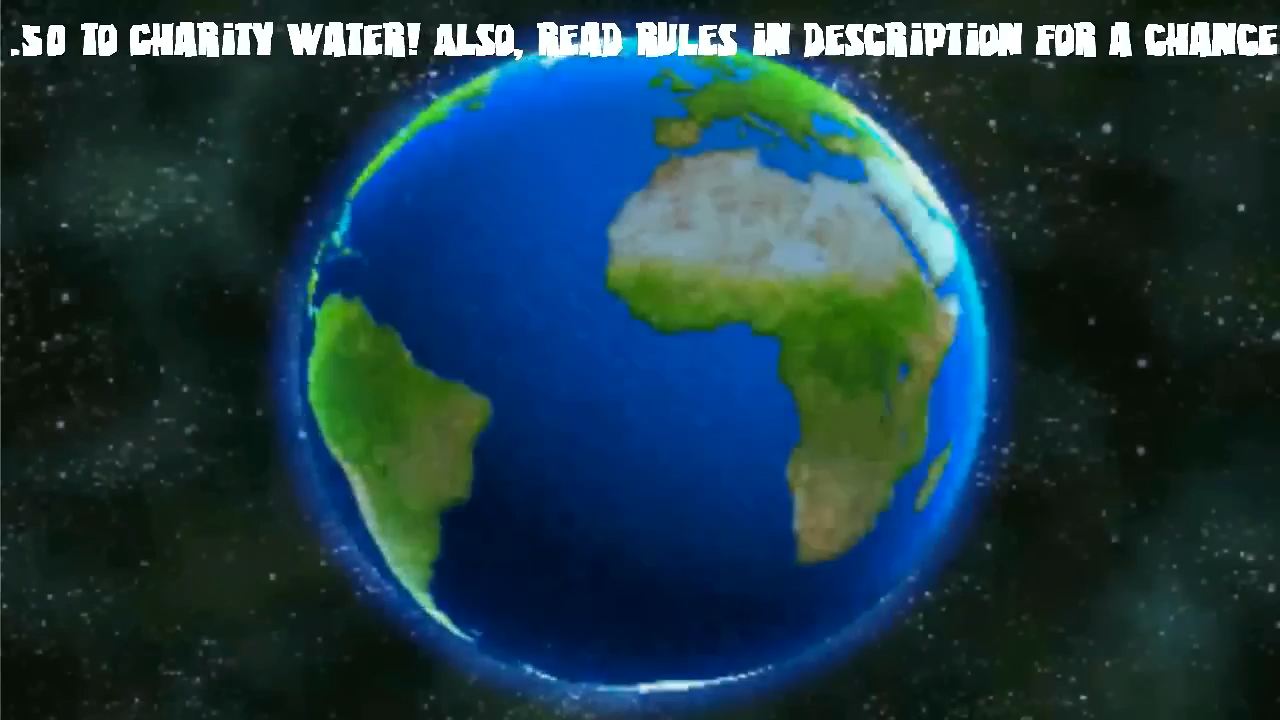 .50 TO CHARITY WATER! ALSO, READ RULES IN DESCRIPTION FOR A CHANCE